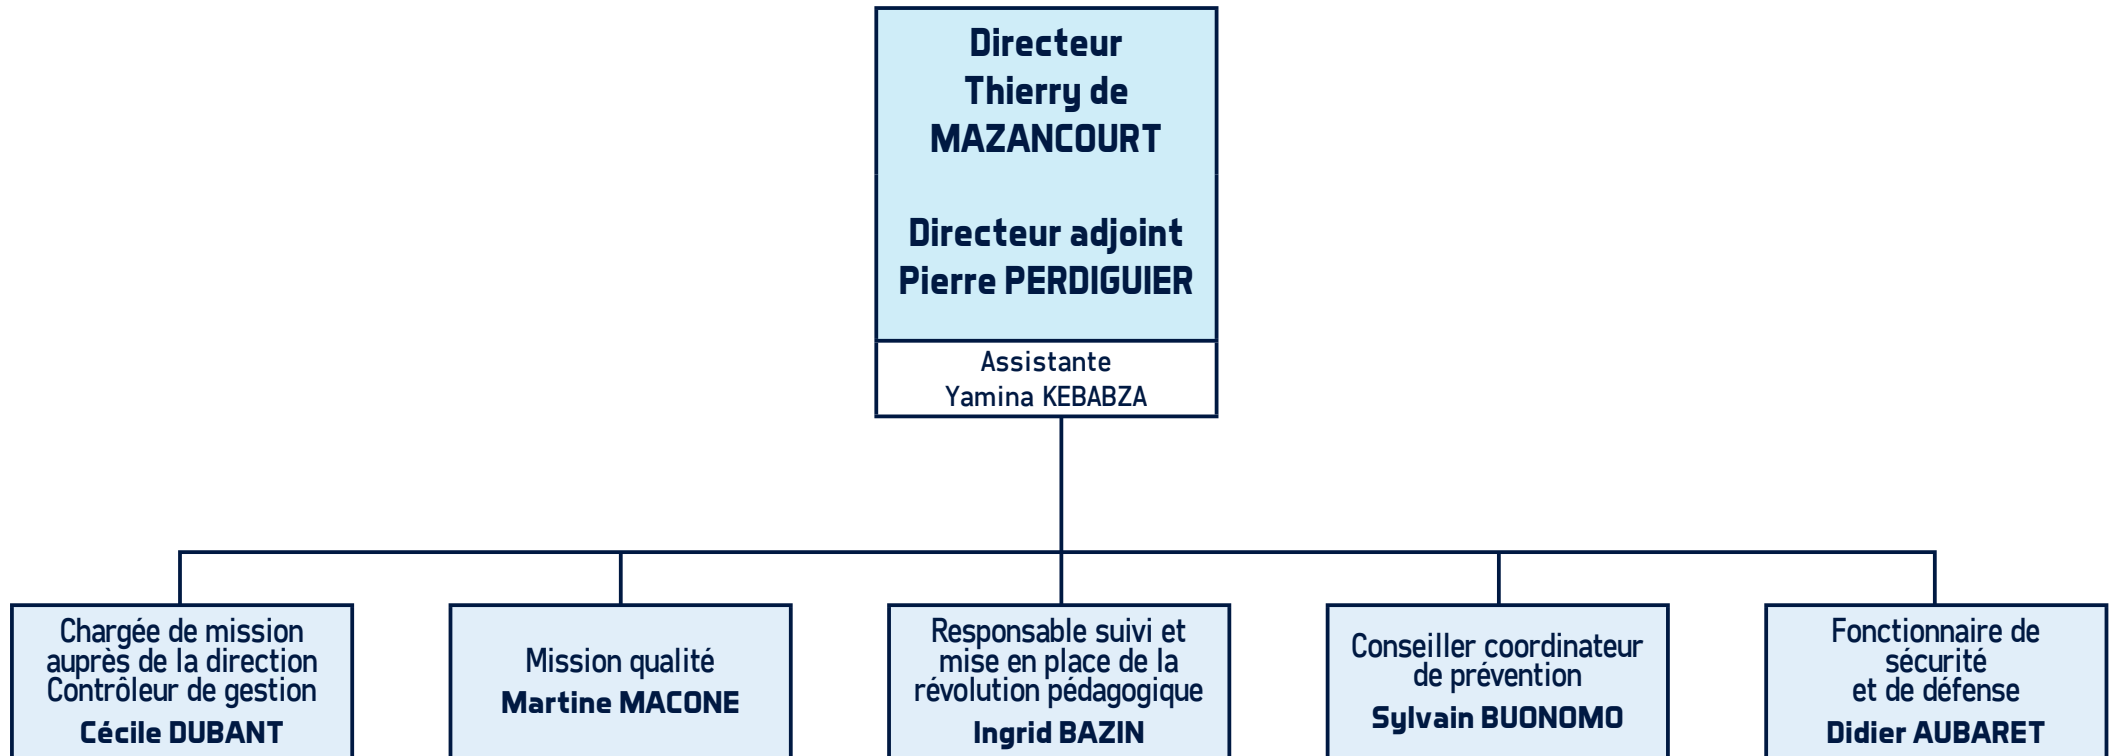 Directeur
Thierry de
MAZANCOURT
Directeur adjoint
Pierre PERDIGUIER
Assistante
Yamina KEBABZA
Chargée de mission
auprès de la direction
Contrôleur de gestion
Cécile DUBANT
Mission qualité
Martine MACONE
Responsable suivi et
mise en place de la
révolution pédagogique
Ingrid BAZIN
Conseiller coordinateur
de prévention
Sylvain BUONOMO
Fonctionnaire de
sécurité
et de défense
Didier AUBARET